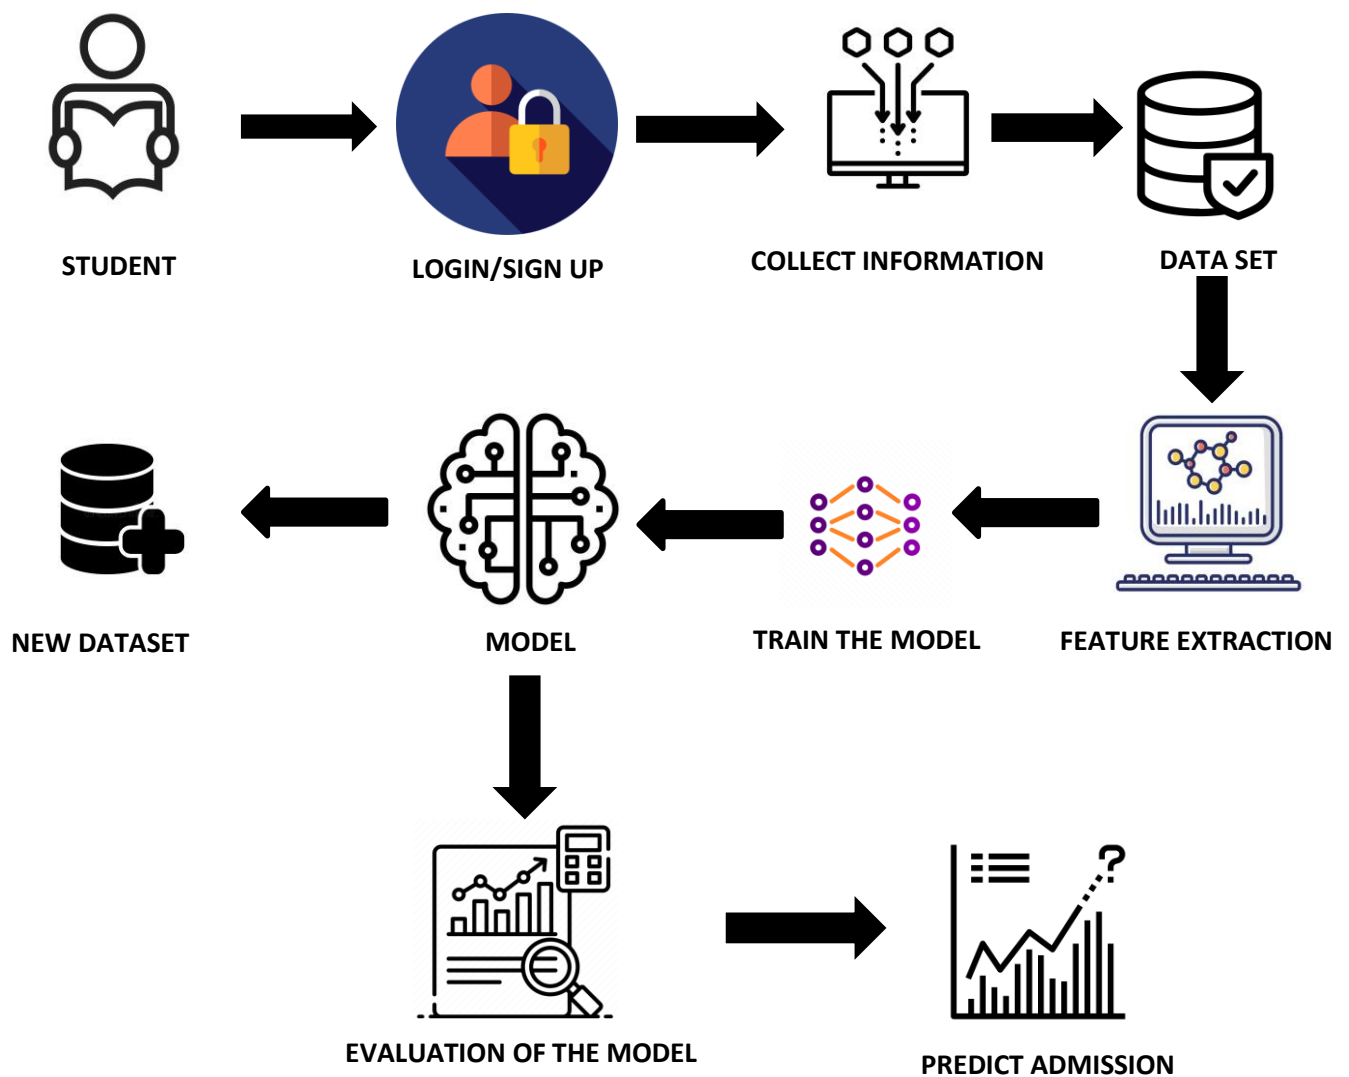 STUDENT
LOGIN/SIGN UP
COLLECT INFORMATION
DATA SET
NEW DATASET
MODEL
TRAIN THE MODEL
FEATURE EXTRACTION
EVALUATION OF THE MODEL
PREDICT ADMISSION